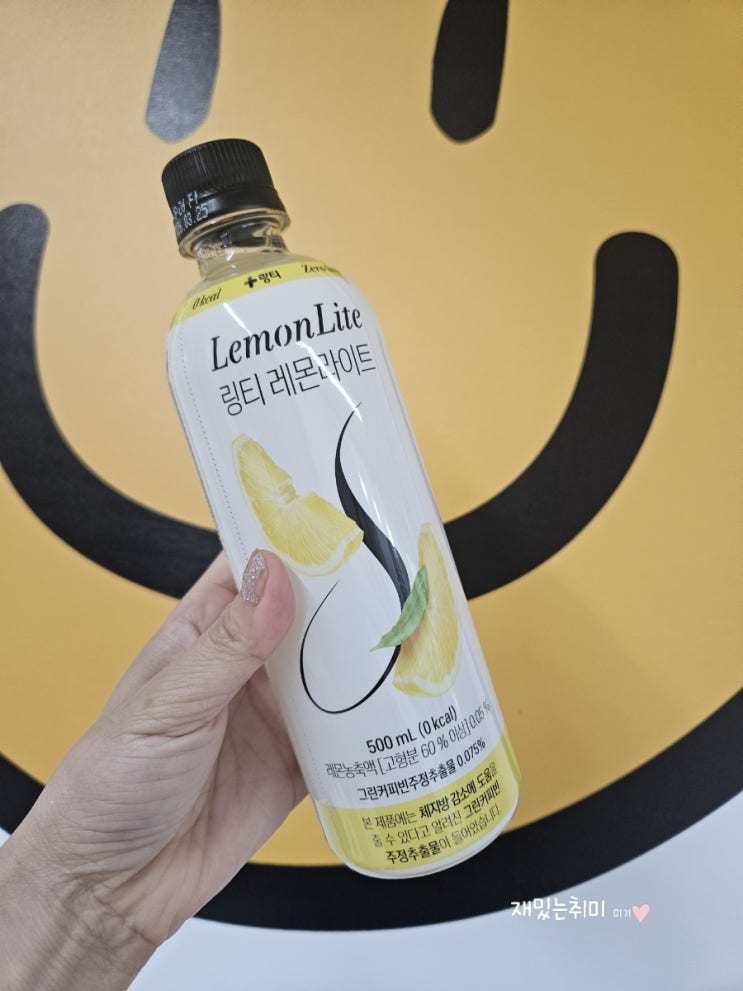 0 kcal +링티 Zero
LemonLite
링티 레몬라이트
500 mL (0 kcal)
레몬농축액 [고형분 60 % 이상] 0.05 %
그린커피빈주정추출물 0.075%
본 제품에는 체지방 감소에 도움을
줄 수 있다고 알려진 그린커피빈
주정추출물이 들어있습니다.
재밌는취미 미기